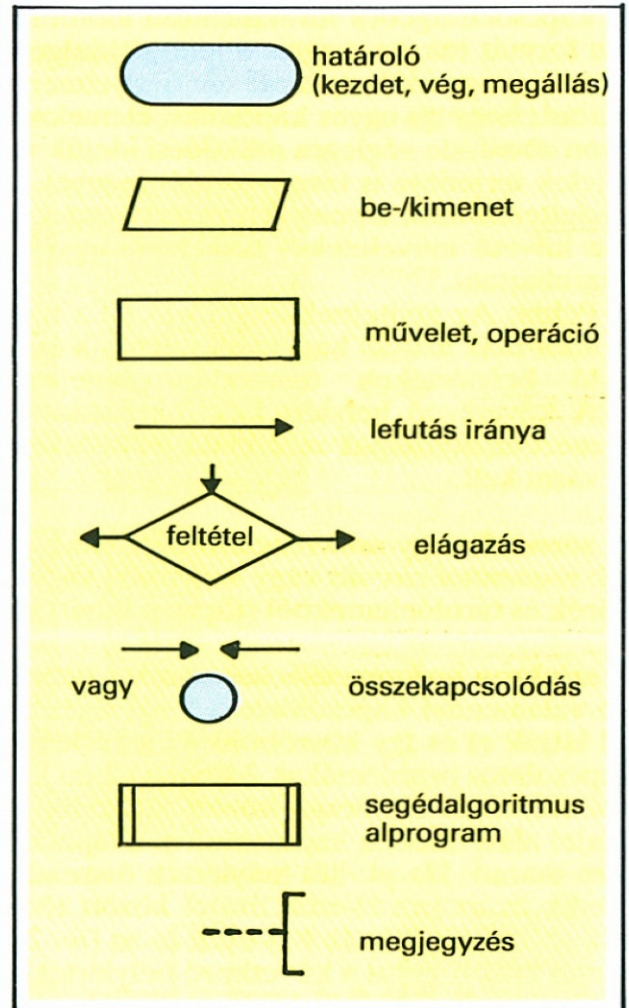 határoló
(kezdet, vég, megállás)
be-/kimenet
művelet, operáció
lefutás iránya
feltétel
elágazás
vagy
összekapcsolódás
segédalgoritmus
alprogram
megjegyzés